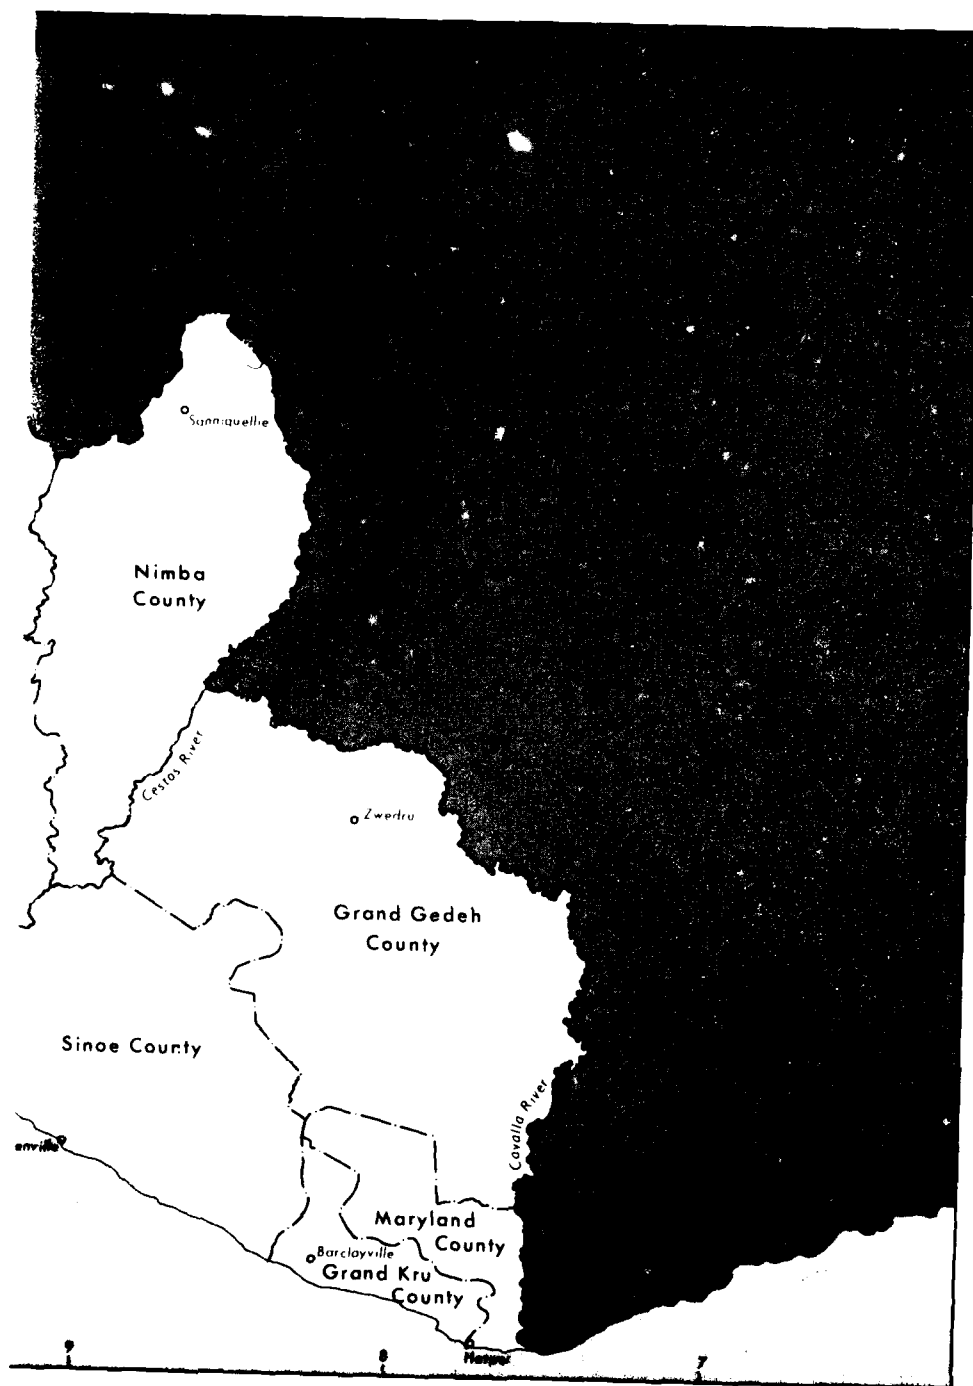 Sanniquellie
Nimba
County
Cestos River
Zwedru
Grand Gedeh
County
Sinoe County
Cavalla River
enville
Maryland
County
Barclayville
Grand Kru
County
Harper
9
8
7